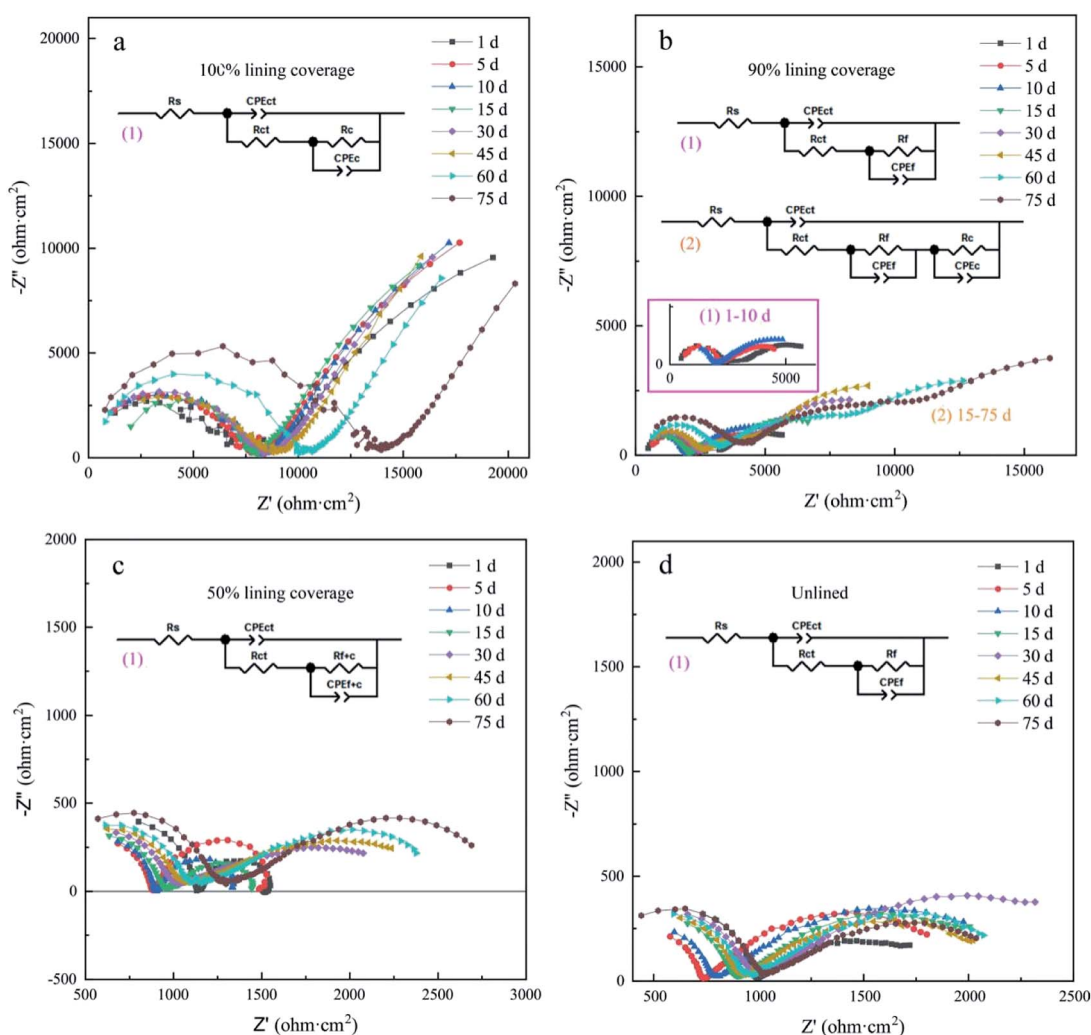 a
100% lining coverage
1 d
5 d
10 d
15 d
30 d
45 d
60 d
75 d
Rs
CPEct
Rct
Rc
CPEc
(1)
20000
15000
10000
5000
0
-Z'' (ohm·cm²)
0
5000
10000
15000
20000
Z' (ohm·cm²)
b
90% lining coverage
1 d
5 d
10 d
15 d
30 d
45 d
60 d
75 d
Rs
CPEct
Rct
Rf
CPEf
(1)
Rs
CPEct
Rct
Rf
Rc
CPEf
CPEc
(2)
(1) 1-10 d
0
0
5000
(2) 15-75 d
15000
10000
5000
0
-Z'' (ohm·cm²)
0
5000
10000
15000
Z' (ohm·cm²)
c
50% lining coverage
1 d
5 d
10 d
15 d
30 d
45 d
60 d
75 d
Rs
CPEct
Rct
Rf+c
CPEf+c
(1)
2000
1500
1000
500
0
-500
-Z'' (ohm·cm²)
500
1000
1500
2000
2500
3000
Z' (ohm·cm²)
d
Unlined
1 d
5 d
10 d
15 d
30 d
45 d
60 d
75 d
Rs
CPEct
Rct
Rf
CPEf
(1)
2000
1500
1000
500
0
-Z'' (ohm·cm²)
500
1000
1500
2000
2500
Z' (ohm·cm²)